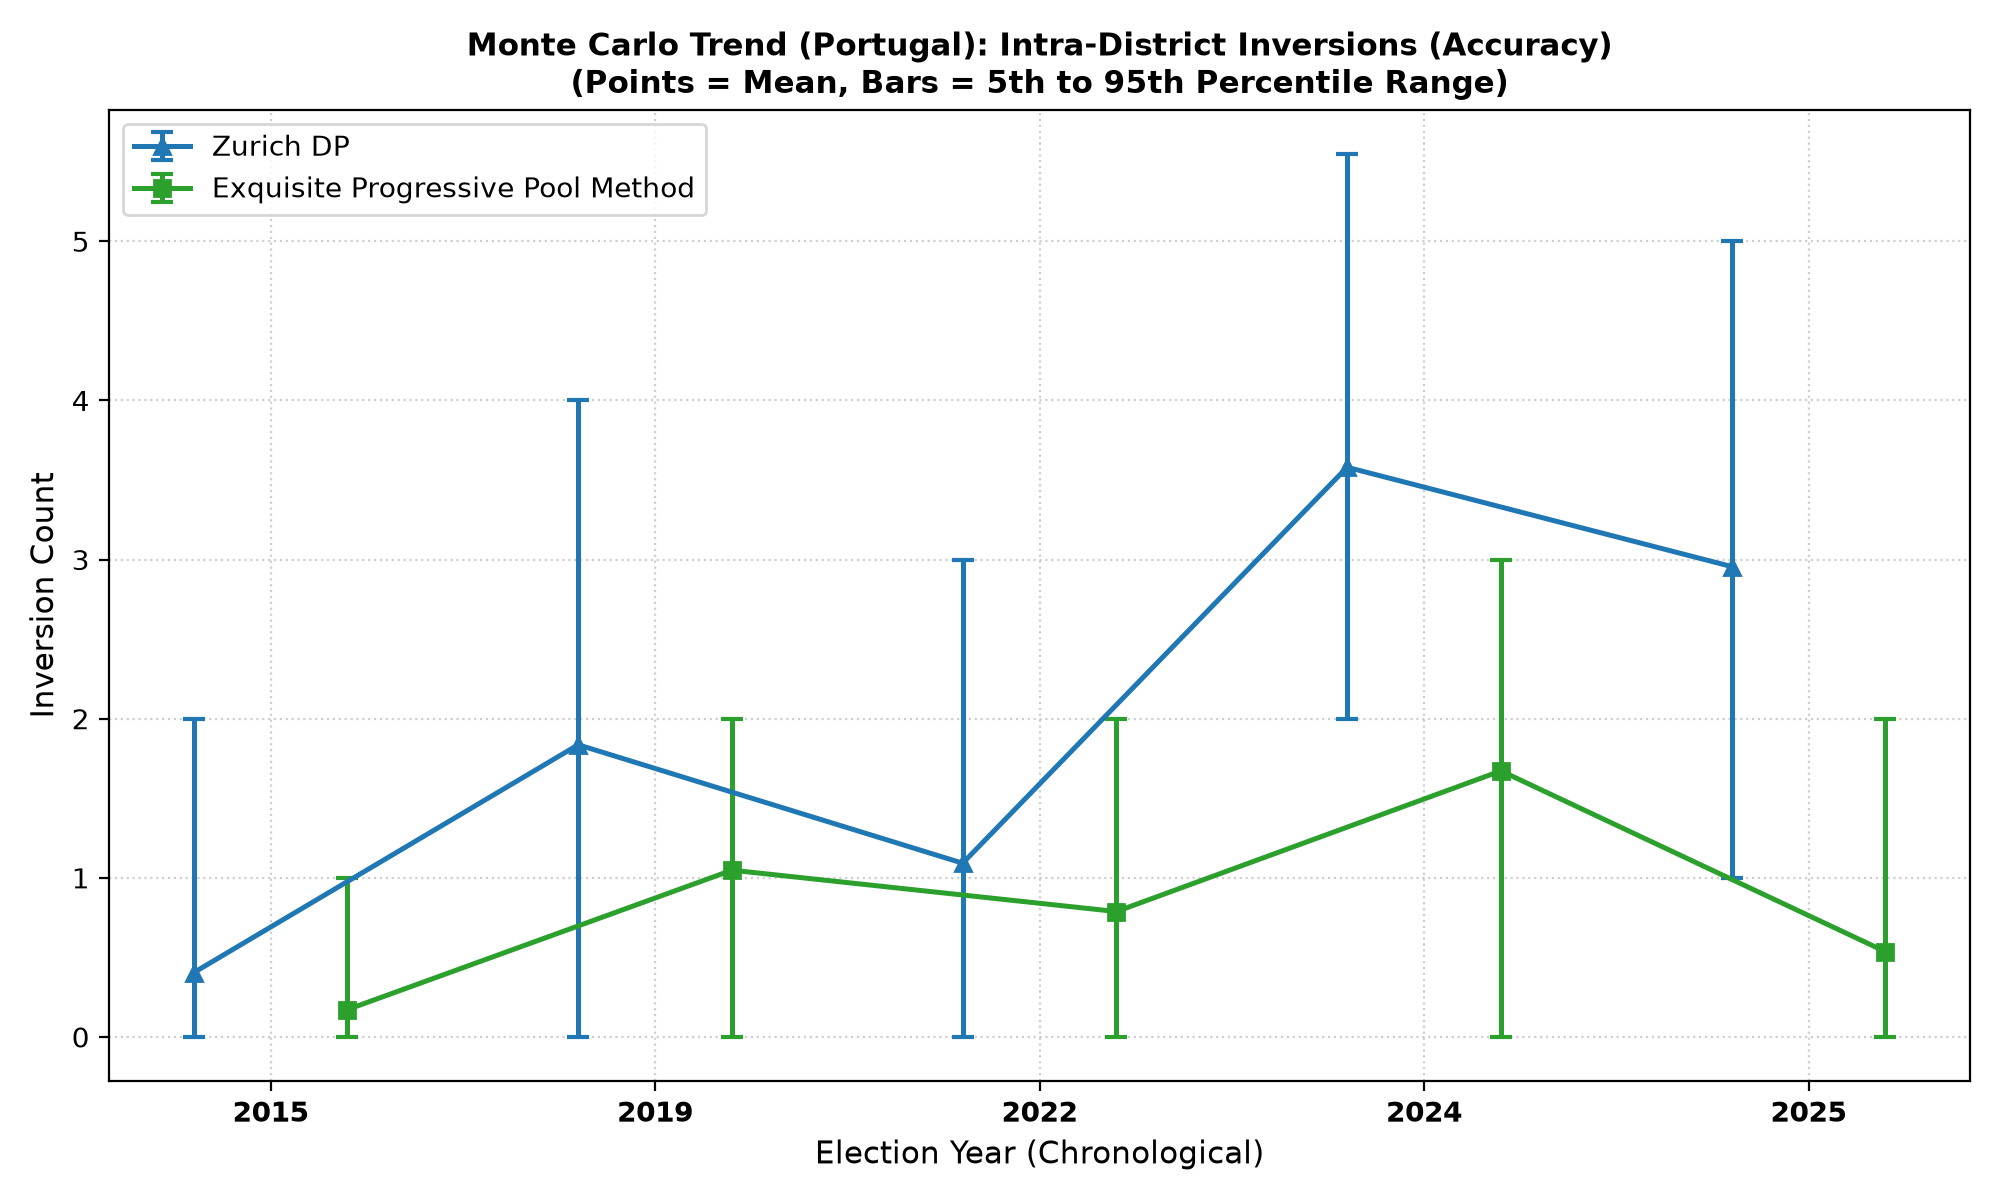 Monte Carlo Trend (Portugal): Intra-District Inversions (Accuracy)
(Points = Mean, Bars = 5th to 95th Percentile Range)
Zurich DP
Exquisite Progressive Pool Method
Inversion Count
5
4
3
2
1
0
2015
2019
2022
2024
2025
Election Year (Chronological)